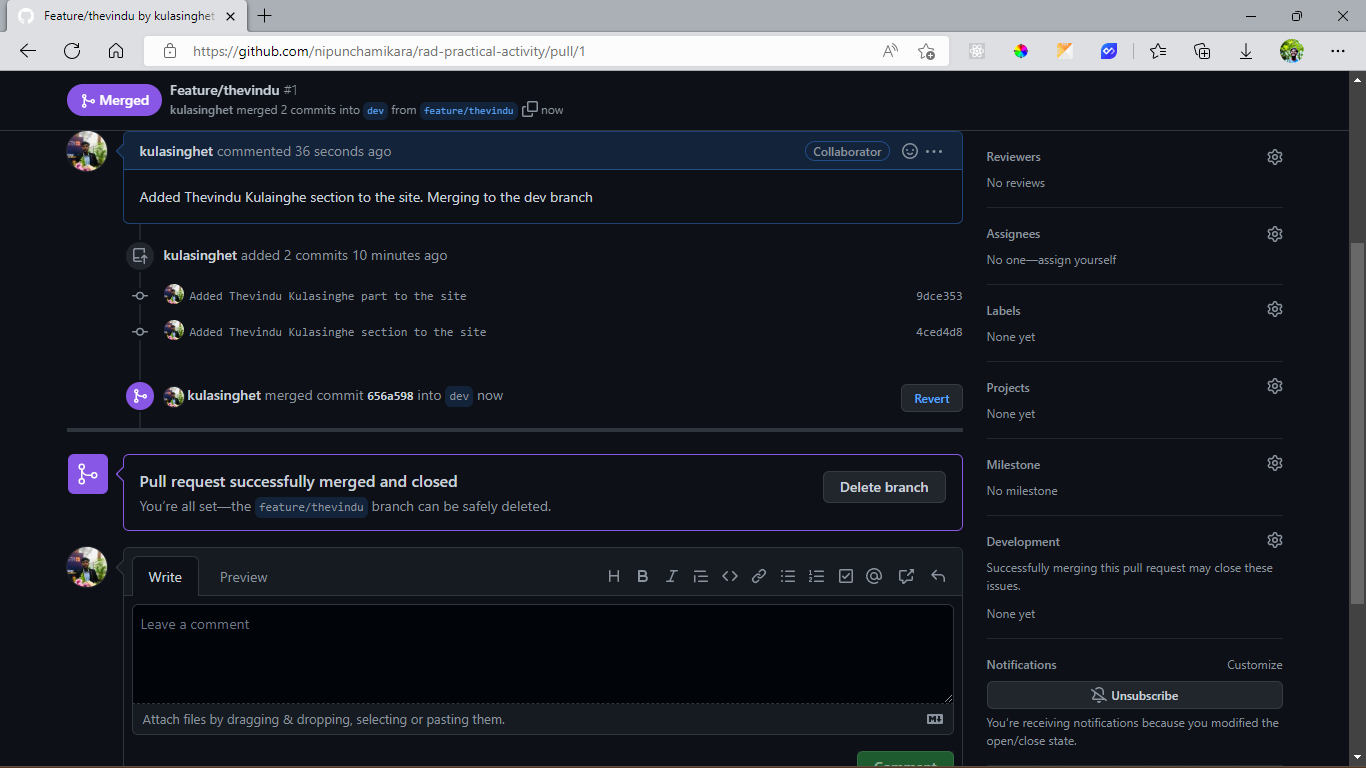 Feature/thevindu by kulasinghet
https://github.com/nipunchamikara/rad-practical-activity/pull/1
Merged
Feature/thevindu #1
kulasinghet merged 2 commits into dev from feature/thevindu now
kulasinghet commented 36 seconds ago
Collaborator
Added Thevindu Kulainghe section to the site. Merging to the dev branch
kulasinghet added 2 commits 10 minutes ago
Added Thevindu Kulasinghe part to the site 9dce353
Added Thevindu Kulasinghe section to the site 4ced4d8
kulasinghet merged commit 656a598 into dev now
Revert
Pull request successfully merged and closed
You're all set—the feature/thevindu branch can be safely deleted.
Delete branch
Write Preview
Leave a comment
Attach files by dragging & dropping, selecting or pasting them.
Comment
Reviewers
No reviews
Assignees
No one—assign yourself
Labels
None yet
Projects
None yet
Milestone
No milestone
Development
Successfully merging this pull request may close these
issues.
None yet
Notifications Customize
Unsubscribe
You're receiving notifications because you modified the
open/close state.